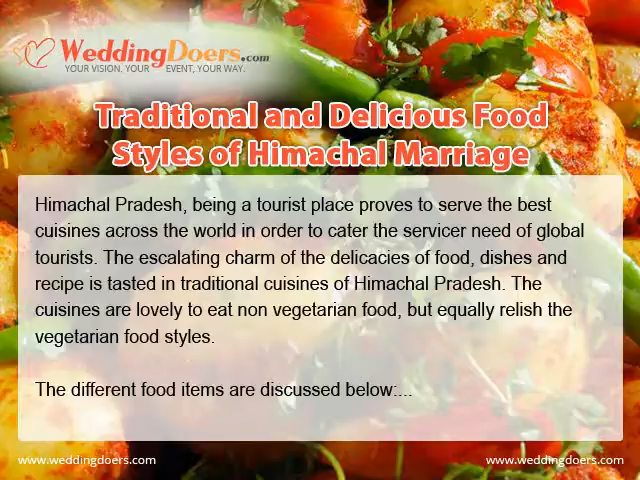 WeddingDoers.com
YOUR VISION. YOUR EVENT, YOUR WAY.
Traditional and Delicious Food
Styles of Himachal Marriage
Himachal Pradesh, being a tourist place proves to serve the best
cuisines across the world in order to cater the servicer need of global
tourists. The escalating charm of the delicacies of food, dishes and
recipe is tasted in traditional cuisines of Himachal Pradesh. The
cuisines are lovely to eat non vegetarian food, but equally relish the
vegetarian food styles.
The different food items are discussed below:...
www.weddingdoers.com
www.weddingdoers.com